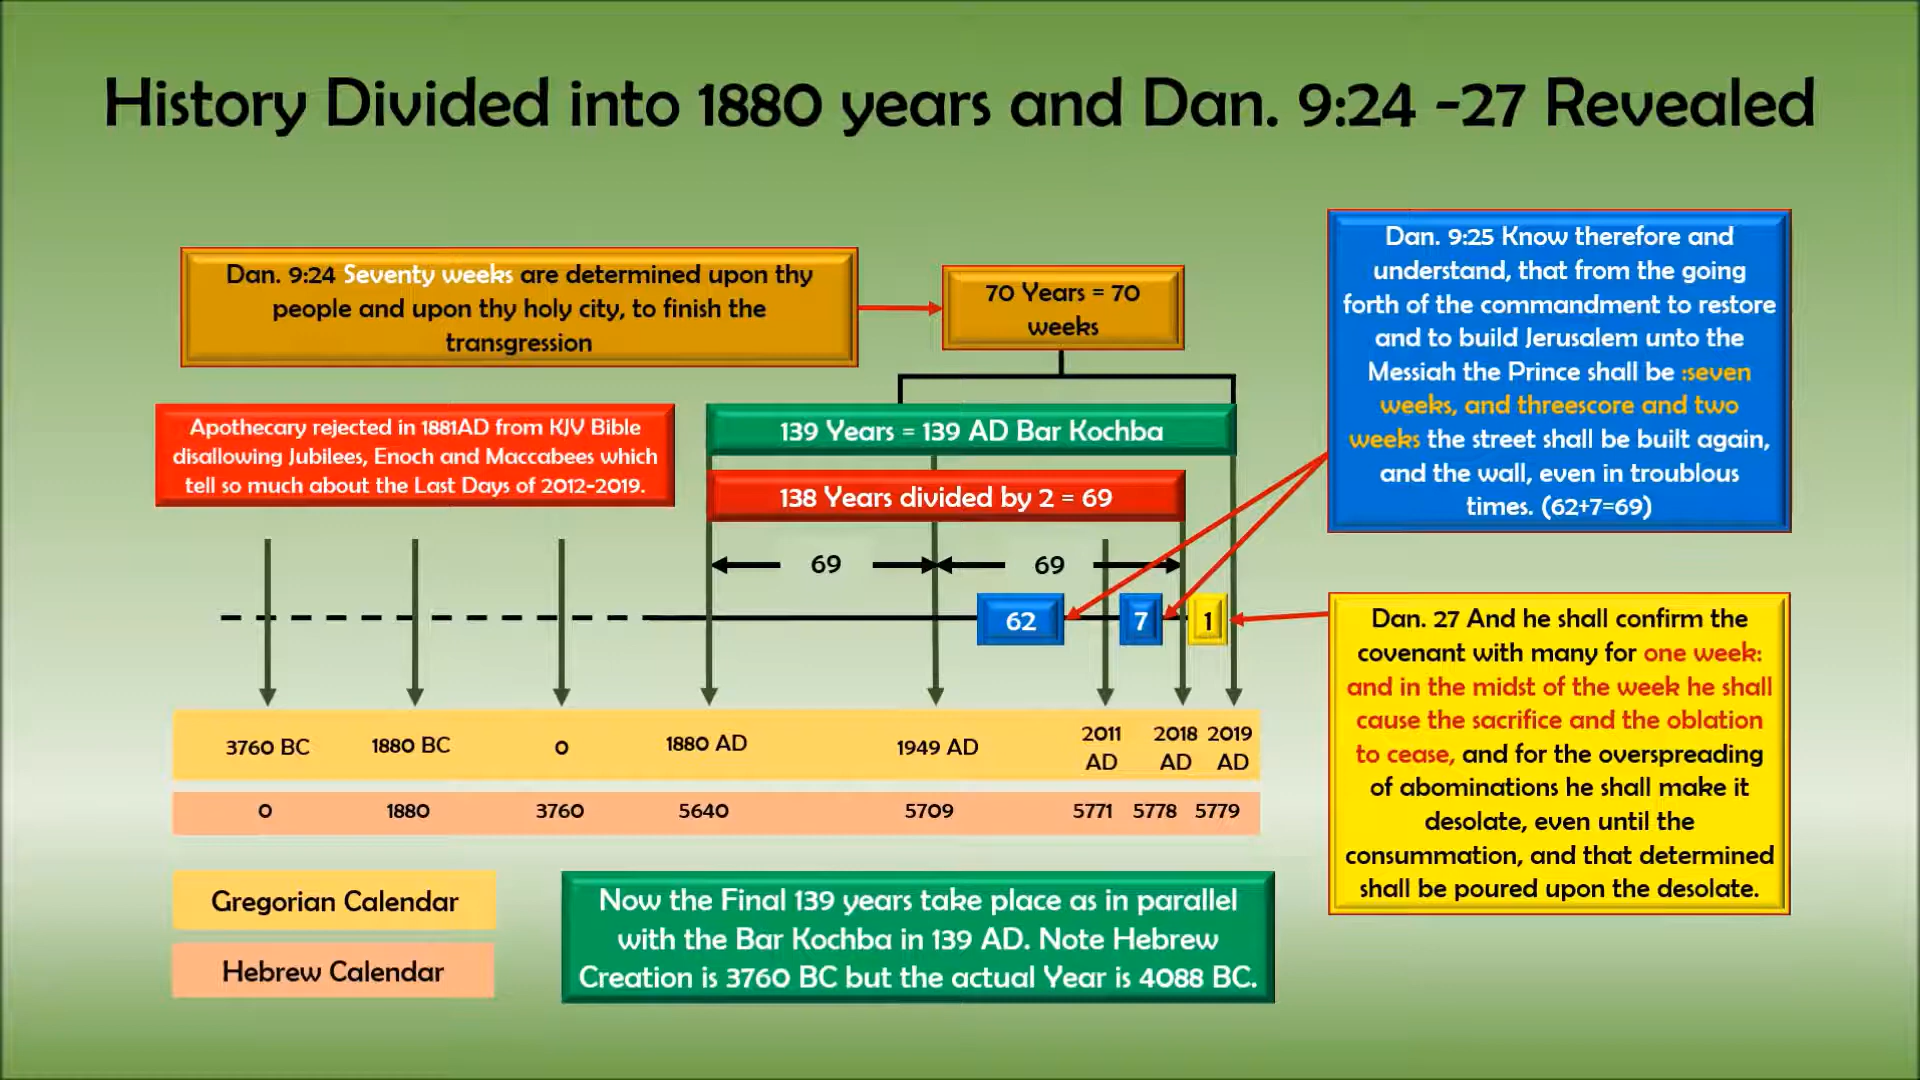 History Divided into 1880 years and Dan. 9:24 -27 Revealed
Dan. 9:24 Seventy weeks are determined upon thy
people and upon thy holy city, to finish the
transgression
70 Years = 70
weeks
Dan. 9:25 Know therefore and
understand, that from the going
forth of the commandment to restore
and to build Jerusalem unto the
Messiah the Prince shall be :seven
weeks, and threescore and two
weeks the street shall be built again,
and the wall, even in troublous
times. (62+7=69)
Apothecary rejected in 1881AD from KJV Bible
disallowing Jubilees, Enoch and Maccabees which
tell so much about the Last Days of 2012-2019.
139 Years = 139 AD Bar Kochba
138 Years divided by 2 = 69
69
69
62
7
1
Dan. 27 And he shall confirm the
covenant with many for one week:
and in the midst of the week he shall
cause the sacrifice and the oblation
to cease, and for the overspreading
of abominations he shall make it
desolate, even until the
consummation, and that determined
shall be poured upon the desolate.
3760 BC
1880 BC
0
1880 AD
1949 AD
2011
AD
2018
AD
2019
AD
0
1880
3760
5640
5709
5771
5778
5779
Gregorian Calendar
Hebrew Calendar
Now the Final 139 years take place as in parallel
with the Bar Kochba in 139 AD. Note Hebrew
Creation is 3760 BC but the actual Year is 4088 BC.